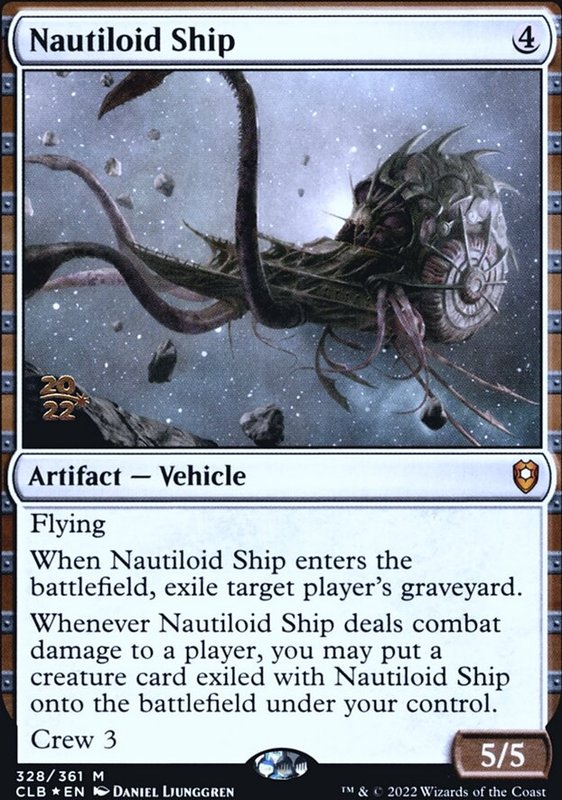 Nautiloid Ship 4
20
22
Artifact — Vehicle
Flying
When Nautiloid Ship enters the
battlefield, exile target player's graveyard.
Whenever Nautiloid Ship deals combat
damage to a player, you may put a
creature card exiled with Nautiloid Ship
onto the battlefield under your control.
Crew 3
5/5
328/361 M
CLB ★ EN Daniel Ljunggren ™ & © 2022 Wizards of the Coast